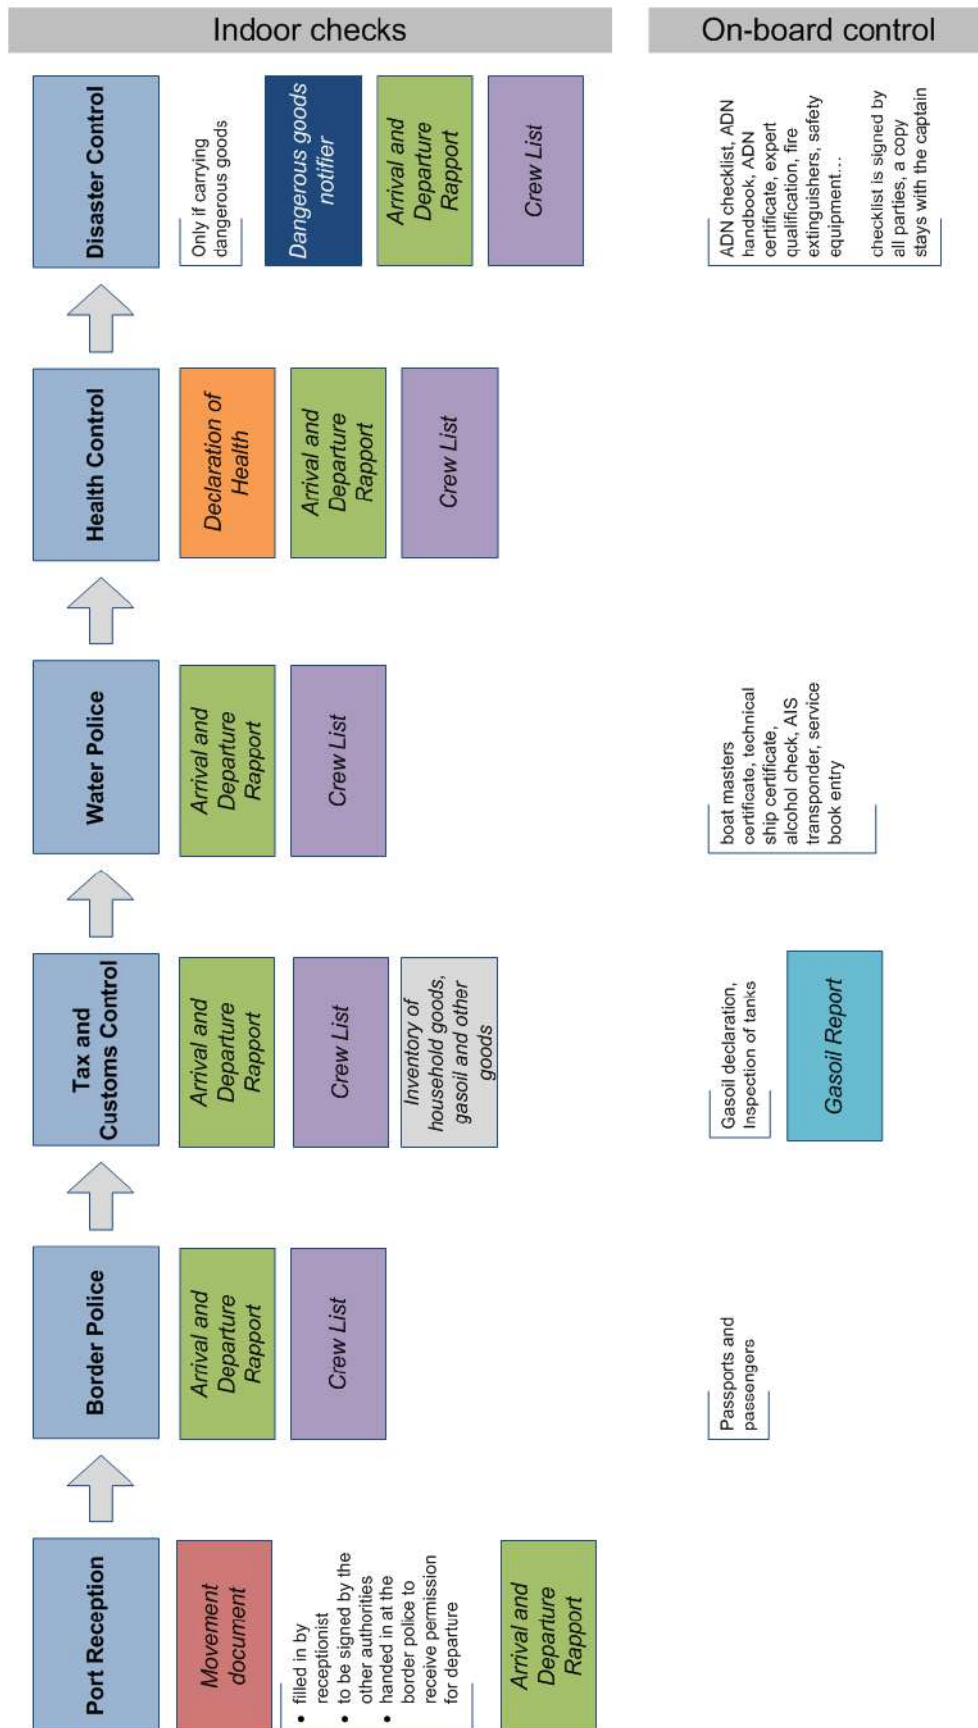 Indoor checks
On-board control
Port Reception
Movement
document
• filled in by
receptionist
• to be signed by the
other authorities
• handed in at the
border police to
receive permission
for departure
Arrival and
Departure
Rapport
Border Police
Arrival and
Departure
Rapport
Crew List
Passports and
passengers
Tax and
Customs Control
Arrival and
Departure
Rapport
Crew List
Inventory of
household goods,
gasoil and other
goods
Gasoil declaration,
Inspection of tanks
Gasoil Report
Water Police
Arrival and
Departure
Rapport
Crew List
boat masters
certificate, technical
ship certificate,
alcohol check, AIS
transponder, service
book entry
Health Control
Declaration of
Health
Arrival and
Departure
Rapport
Crew List
Disaster Control
Only if carrying
dangerous goods
Dangerous goods
notifier
Arrival and
Departure
Rapport
Crew List
ADN checklist, ADN
handbook, ADN
certificate, expert
qualification, fire
extinguishers, safety
equipment...
checklist is signed by
all parties, a copy
stays with the captain